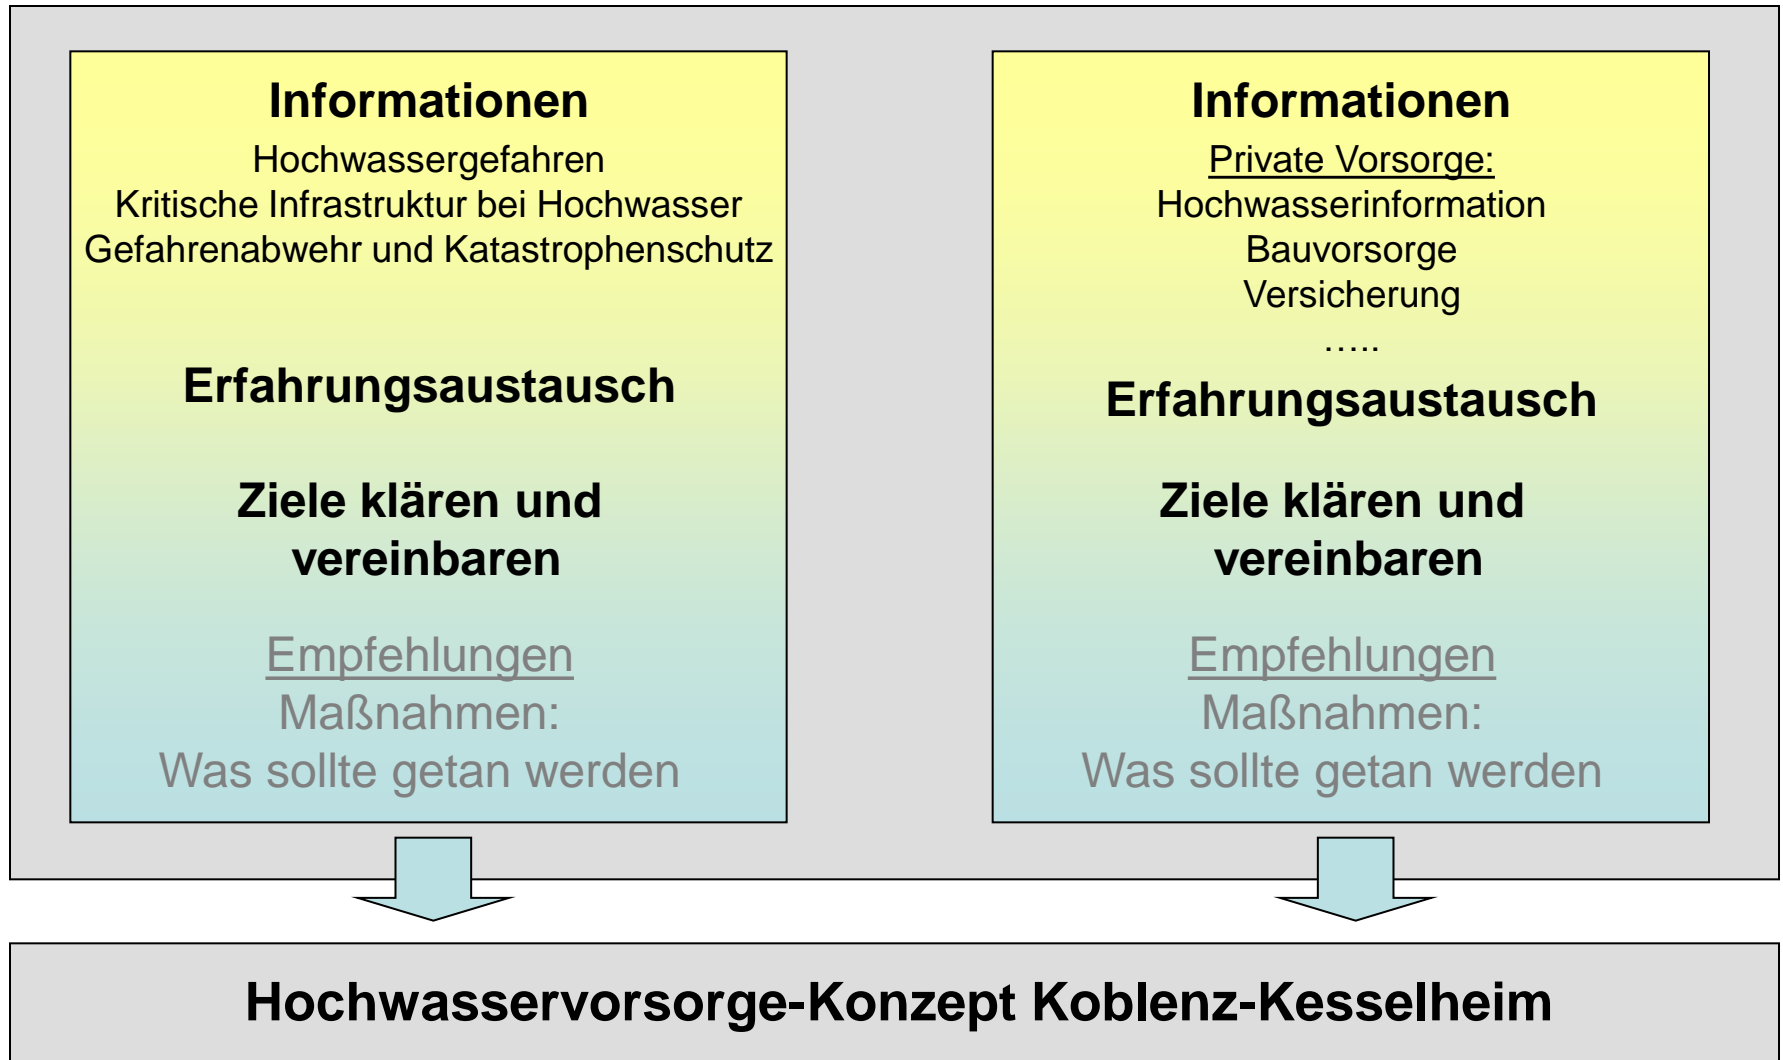 Informationen
Hochwassergefahren
Kritische Infrastruktur bei Hochwasser
Gefahrenabwehr und Katastrophenschutz
Erfahrungsaustausch
Ziele klären und
vereinbaren
Empfehlungen
Maßnahmen:
Was sollte getan werden
Informationen
Private Vorsorge:
Hochwasserinformation
Bauvorsorge
Versicherung
…..
Erfahrungsaustausch
Ziele klären und
vereinbaren
Empfehlungen
Maßnahmen:
Was sollte getan werden
Hochwasservorsorge-Konzept Koblenz-Kesselheim